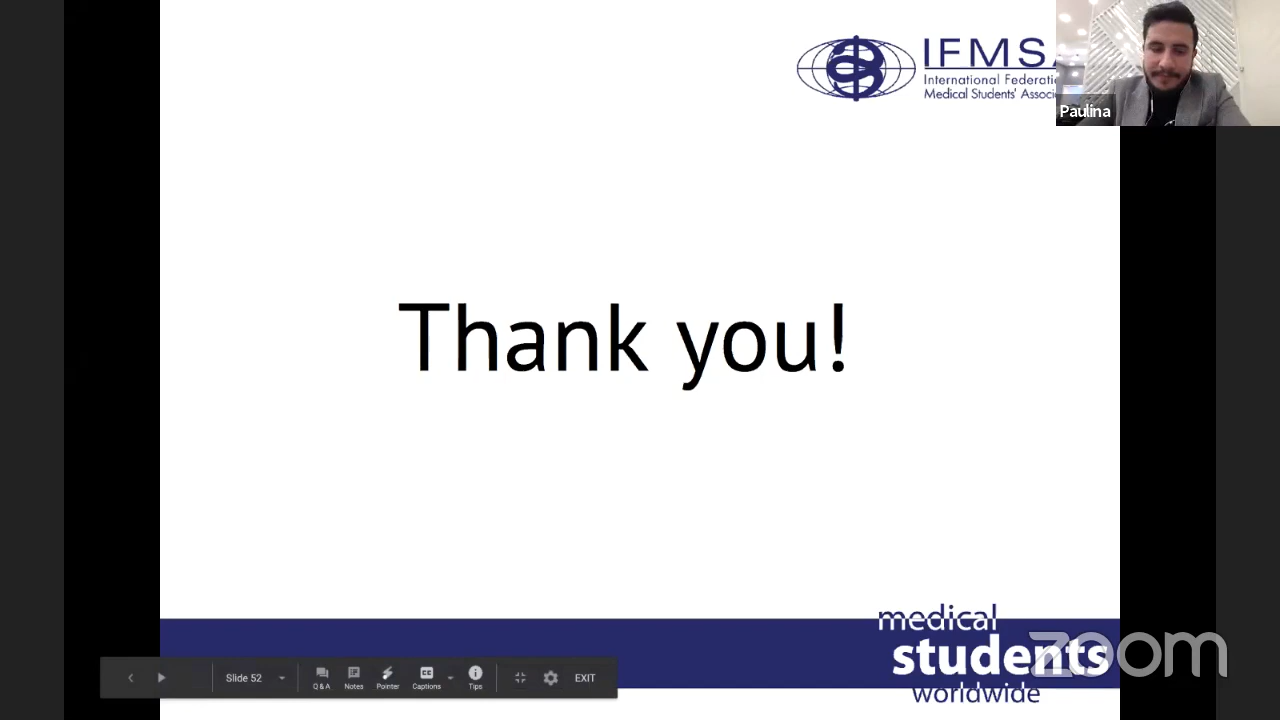 IFMSA
International Federatio
Medical Students' Assoc
Paulina
Thank you!
medical
students
worldwide
zoom
Slide 52
Q & A
Notes
Pointer
Captions
Tips
EXIT